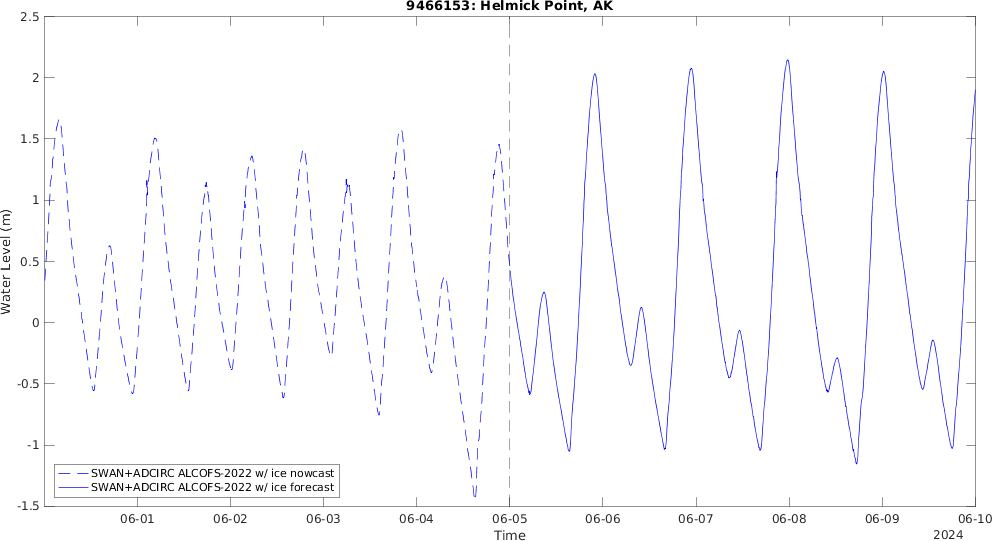 9466153: Helmick Point, AK
2.5
2
1.5
1
0.5
0
-0.5
-1
-1.5
Water Level (m)
SWAN+ADCIRC ALCOFS-2022 w/ ice nowcast
SWAN+ADCIRC ALCOFS-2022 w/ ice forecast
06-01 06-02 06-03 06-04 06-05 06-06 06-07 06-08 06-09 06-10
Time
2024